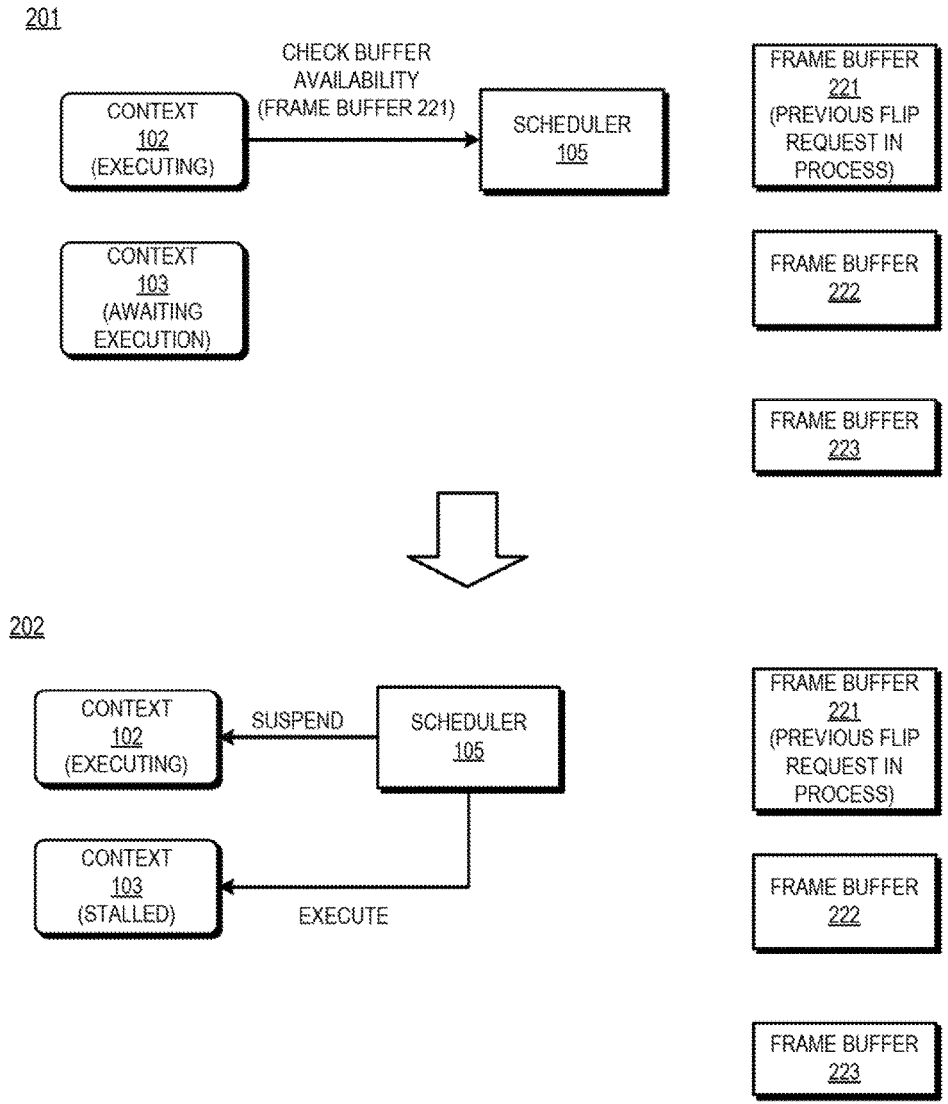 201
CHECK BUFFER
AVAILABILITY
(FRAME BUFFER 221)
CONTEXT
102
(EXECUTING)
SCHEDULER
105
FRAME BUFFER
221
(PREVIOUS FLIP
REQUEST IN
PROCESS)
CONTEXT
103
(AWAITING
EXECUTION)
FRAME BUFFER
222
FRAME BUFFER
223
202
CONTEXT
102
(EXECUTING)
SUSPEND
SCHEDULER
105
FRAME BUFFER
221
(PREVIOUS FLIP
REQUEST IN
PROCESS)
CONTEXT
103
(STALLED)
EXECUTE
FRAME BUFFER
222
FRAME BUFFER
223